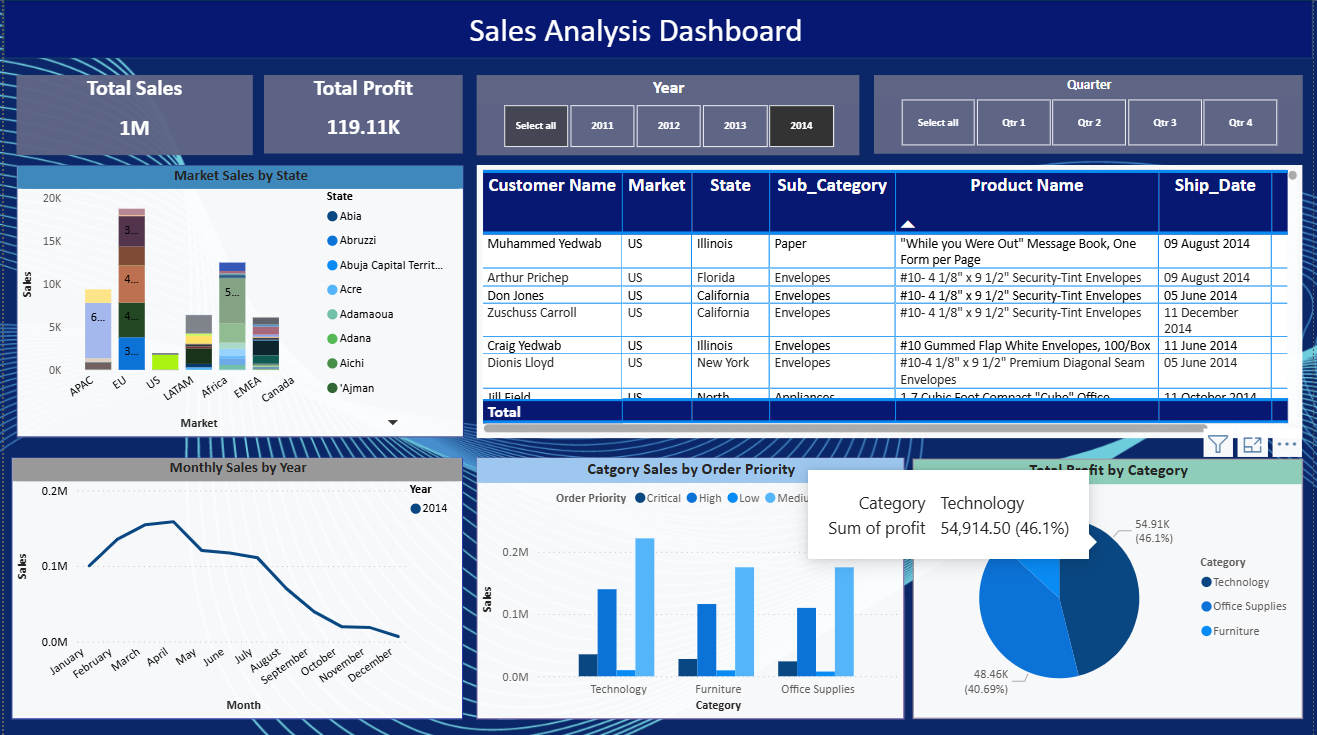 Sales Analysis Dashboard
Total Sales
1M
Total Profit
119.11K
Year
Select all 2011 2012 2013 2014
Quarter
Select all Qtr 1 Qtr 2 Qtr 3 Qtr 4
Market Sales by State
20K
15K
10K
5K
0K
Sales
6...
3...
4...
4...
3...
5...
APAC EU US LATAM Africa EMEA Canada
Market
State
Abia
Abruzzi
Abuja Capital Territ...
Acre
Adamaoua
Adana
Aichi
'Ajman
Customer Name Market State Sub_Category Product Name Ship_Date
Muhammed Yedwab US Illinois Paper "While you Were Out" Message Book, One 09 August 2014
Form per Page
Arthur Prichep US Florida Envelopes #10- 4 1/8" x 9 1/2" Security-Tint Envelopes 09 August 2014
Don Jones US California Envelopes #10- 4 1/8" x 9 1/2" Security-Tint Envelopes 05 June 2014
Zuschuss Carroll US California Envelopes #10- 4 1/8" x 9 1/2" Security-Tint Envelopes 11 December
2014
Craig Yedwab US Illinois Envelopes #10 Gummed Flap White Envelopes, 100/Box 11 June 2014
Dionis Lloyd US New York Envelopes #10-4 1/8" x 9 1/2" Premium Diagonal Seam 05 June 2014
Envelopes
Jill Field US North Appliances 1.7 Cubic Foot Compact "Cube" Office 11 October 2014
Total
Monthly Sales by Year
0.2M
0.1M
0.0M
Sales
January February March April May June July August September October November December
Month
Year
2014
Catgory Sales by Order Priority
Order Priority Critical High Low
0.2M
0.1M
0.0M
Sales
Technology Furniture Office Supplies
Category
Total Profit by Category
Category Technology
Sum of profit 54,914.50 (46.1%)
54.91K
(46.1%)
48.46K
(40.69%)
Category
Technology
Office Supplies
Furniture